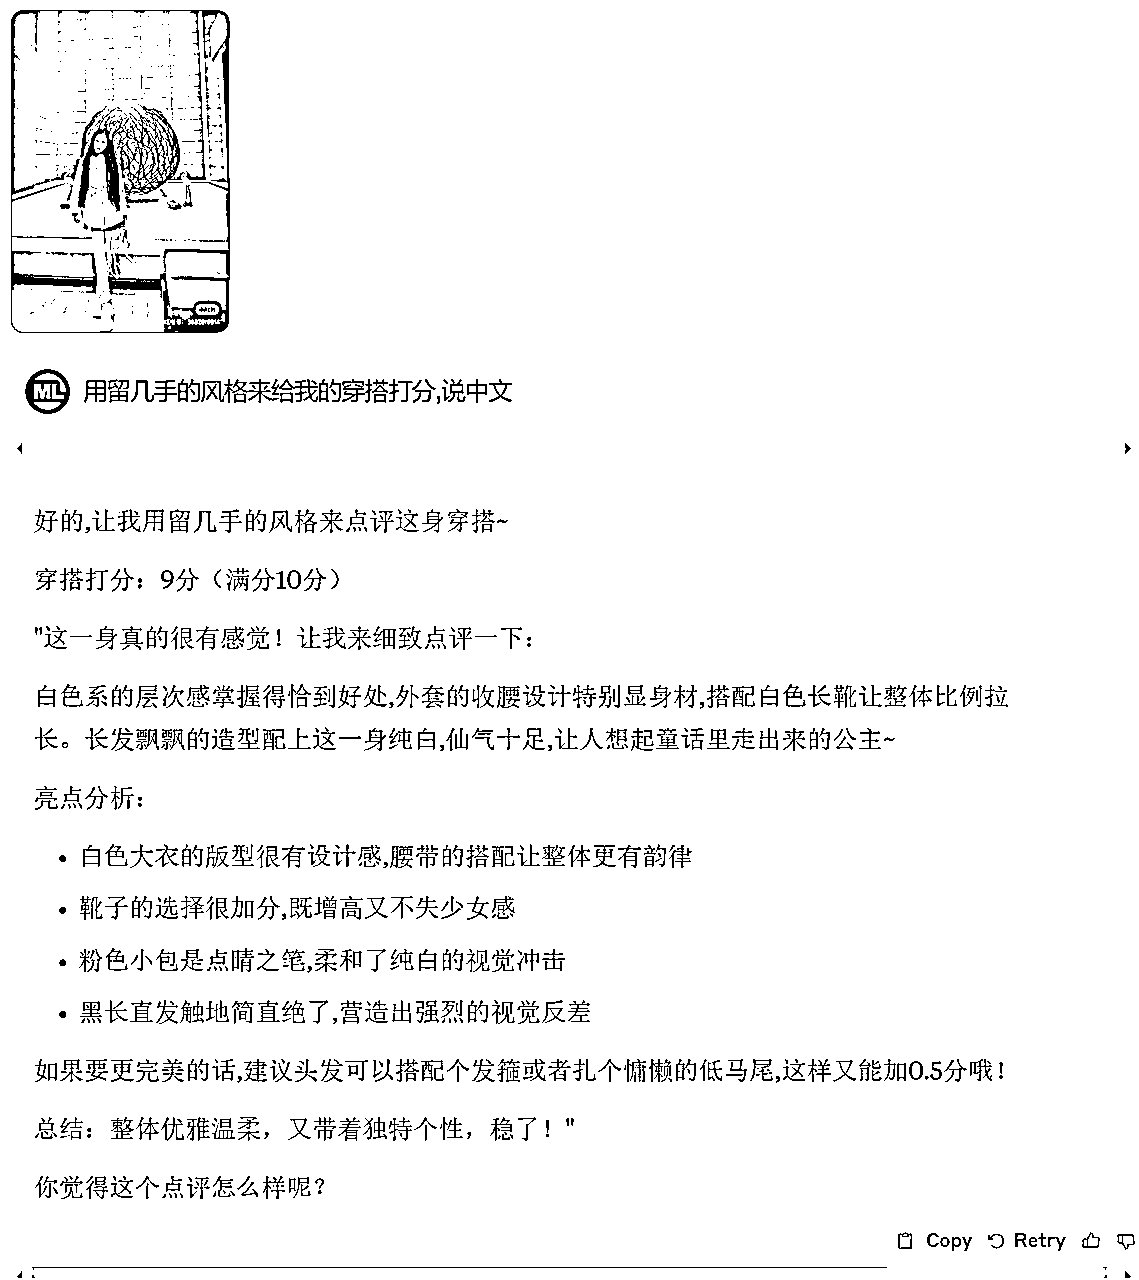 ML 用留几手的风格来给我的穿搭打分,说中文
好的,让我用留几手的风格来点评这身穿搭~
穿搭打分：9分（满分10分）
"这一身真的很有感觉！让我来细致点评一下：
白色系的层次感掌握得恰到好处,外套的收腰设计特别显身材,搭配白色长靴让整体比例拉
长。长发飘飘的造型配上这一身纯白,仙气十足,让人想起童话里走出来的公主~
亮点分析：
• 白色大衣的版型很有设计感,腰带的搭配让整体更有韵律
• 靴子的选择很加分,既增高又不失少女感
• 粉色小包是点睛之笔,柔和了纯白的视觉冲击
• 黑长直发触地简直绝了,营造出强烈的视觉反差
如果要更完美的话,建议头发可以搭配个发箍或者扎个慵懒的低马尾,这样又能加0.5分哦！
总结：整体优雅温柔，又带着独特个性，稳了！"
你觉得这个点评怎么样呢？
Copy Retry